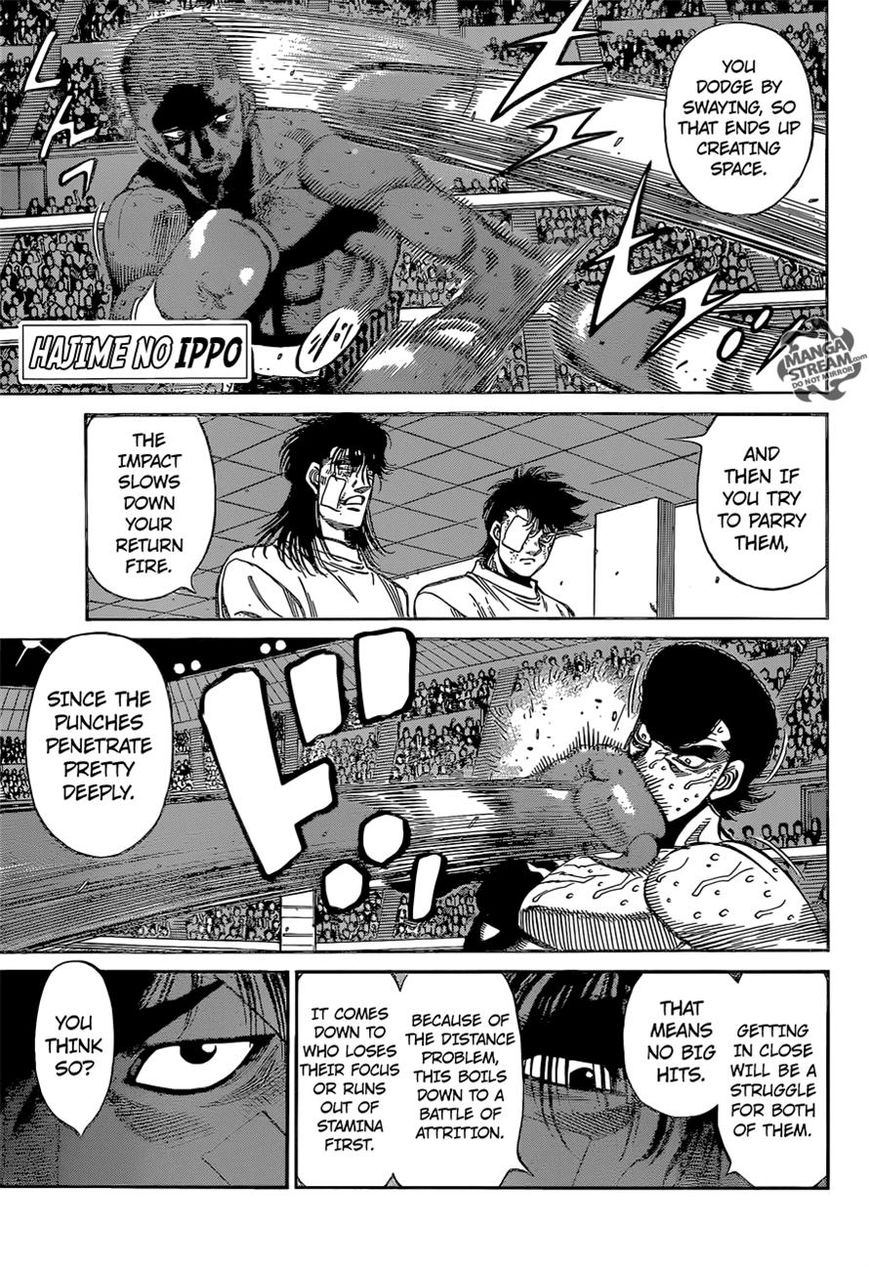 YOU
DODGE BY
SWAYING, SO
THAT ENDS UP
CREATING
SPACE.
HAJIME NO IPPO
MANGA
STREAM.com
DO NOT MIRROR
AND
THEN IF
YOU TRY
TO PARRY
THEM,
THE
IMPACT
SLOWS
DOWN
YOUR
RETURN
FIRE.
SINCE THE
PUNCHES
PENETRATE
PRETTY
DEEPLY.
ドドッ
GETTING
IN CLOSE
WILL BE A
STRUGGLE
FOR BOTH
OF THEM.
THAT
MEANS
NO BIG
HITS.
BECAUSE OF
THE DISTANCE
PROBLEM,
THIS BOILS
DOWN TO A
BATTLE OF
ATTRITION.
IT COMES
DOWN TO
WHO LOSES
THEIR FOCUS
OR RUNS
OUT OF
STAMINA
FIRST.
YOU
THINK
SO?